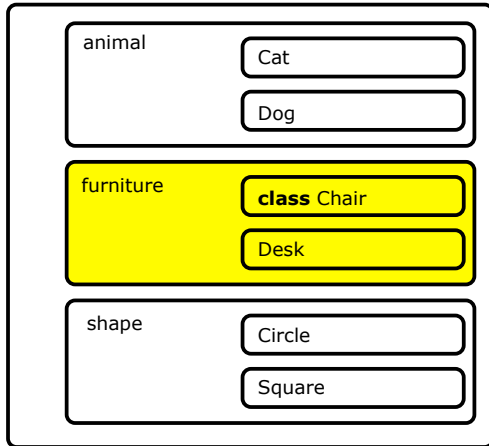 animal
Cat
Dog
furniture
class Chair
Desk
shape
Circle
Square